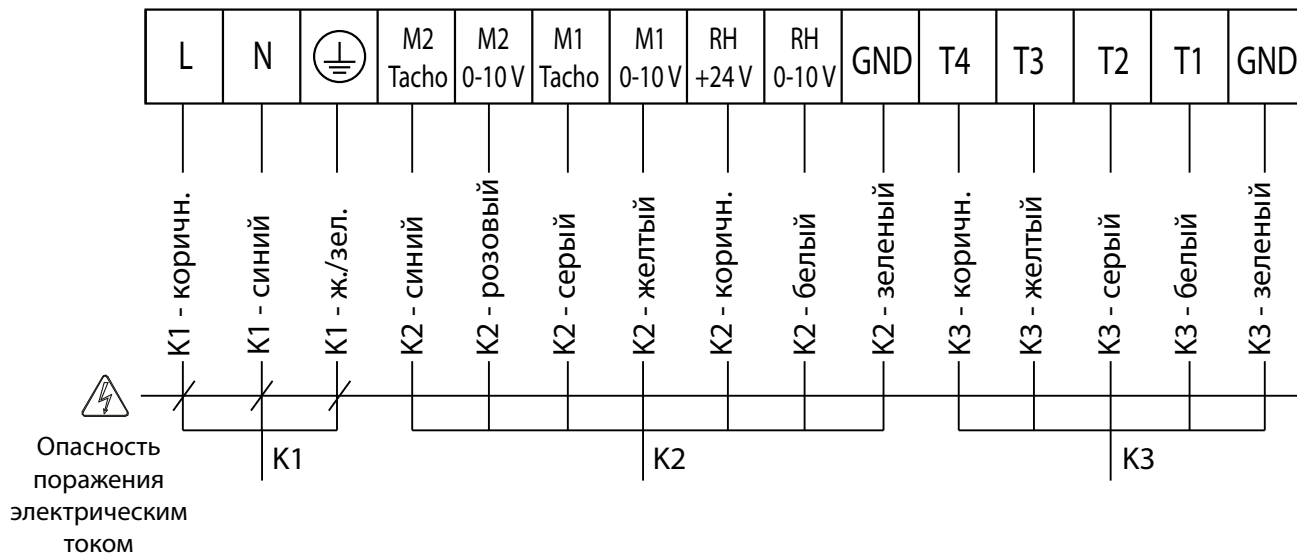 L
N
M2
Tacho
M2
0-10 V
M1
Tacho
M1
0-10 V
RH
+24 V
RH
0-10 V
GND
T4
T3
T2
T1
GND
K1 - коричн.
K1 - синий
K1 - ж./зел.
K2 - синий
K2 - розовый
K2 - серый
K2 - желтый
K2 - коричн.
K2 - белый
K2 - зеленый
K3 - коричн.
K3 - желтый
K3 - серый
K3 - белый
K3 - зеленый
Опасность
поражения
электрическим
током
K1
K2
K3